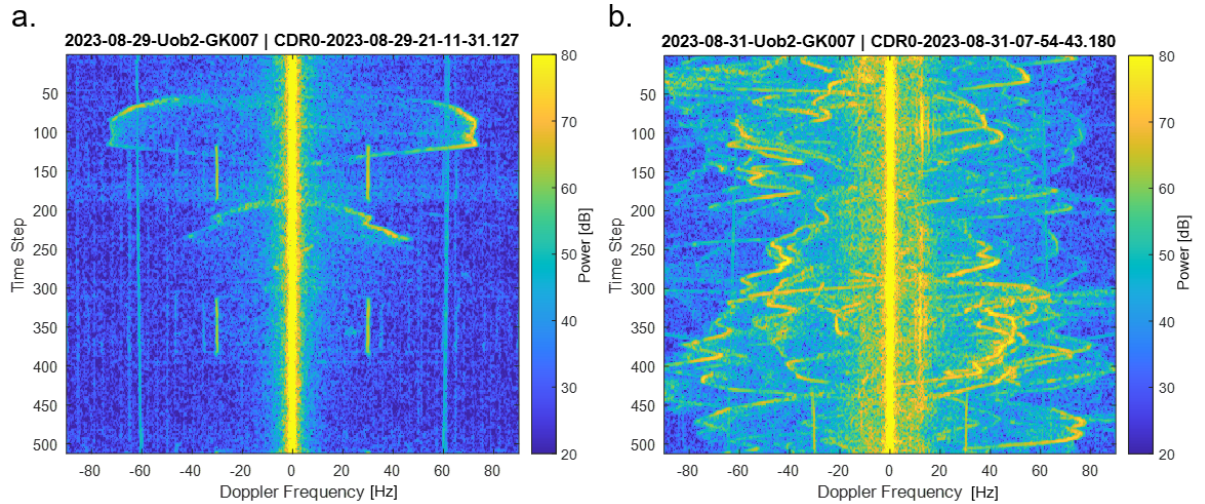 a.
2023-08-29-Uob2-GK007 | CDR0-2023-08-29-21-11-31.127
50
100
150
200
250
300
350
400
450
500
Time Step
-80 -60 -40 -20 0 20 40 60 80
Doppler Frequency [Hz]
80
70
60
50
40
30
20
Power [dB]
b.
2023-08-31-Uob2-GK007 | CDR0-2023-08-31-07-54-43.180
50
100
150
200
250
300
350
400
450
500
Time Step
-80 -60 -40 -20 0 20 40 60 80
Doppler Frequency [Hz]
80
70
60
50
40
30
20
Power [dB]